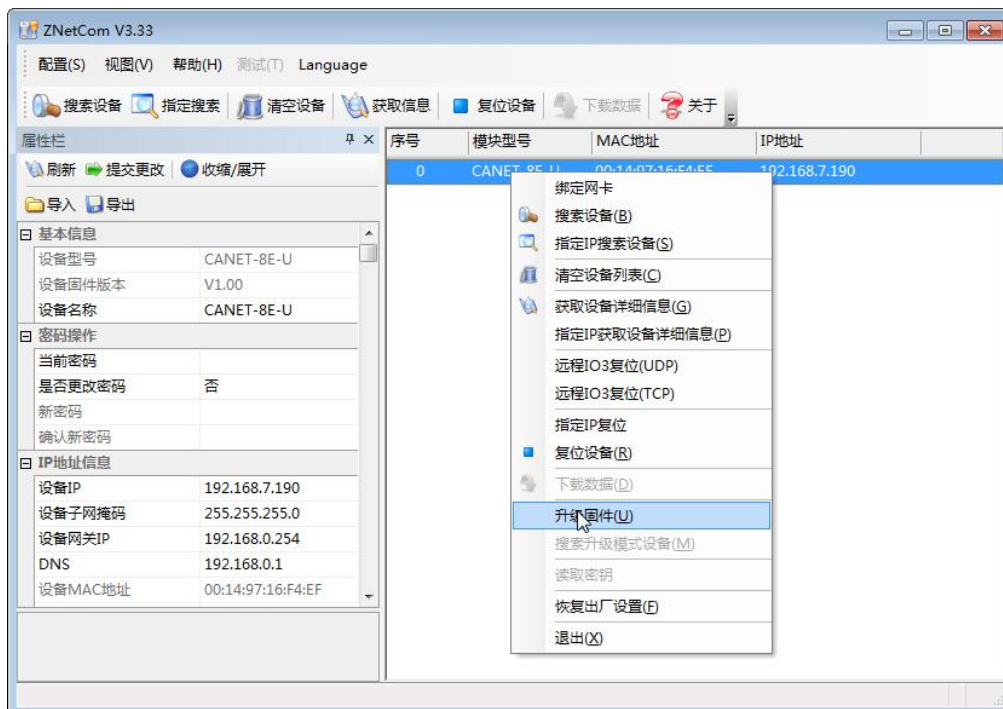 ZNetCom V3.33
配置(S) 视图(V) 帮助(H) 测试(T) Language
搜索设备 指定搜索 清空设备 获取信息 复位设备 下载数据 关于
属性栏
刷新 提交更改 收缩/展开
导入 导出
基本信息
设备型号 CANET-8E-U
设备固件版本 V1.00
设备名称 CANET-8E-U
密码操作
当前密码
是否更改密码 否
新密码
确认新密码
IP地址信息
设备IP 192.168.7.190
设备子网掩码 255.255.255.0
设备网关IP 192.168.0.254
DNS 192.168.0.1
设备MAC地址 00:14:97:16:F4:EF
序号 模块型号 MAC地址 IP地址
0 CANET-8E-U 00:14:97:16:F4:EF 192.168.7.190
绑定网卡
搜索设备(B)
指定IP搜索设备(S)
清空设备列表(C)
获取设备详细信息(G)
指定IP获取设备详细信息(P)
远程IO3复位(UDP)
远程IO3复位(TCP)
指定IP复位
复位设备(R)
下载数据(D)
升级固件(U)
搜索升级模式设备(M)
读取密钥
恢复出厂设置(F)
退出(X)